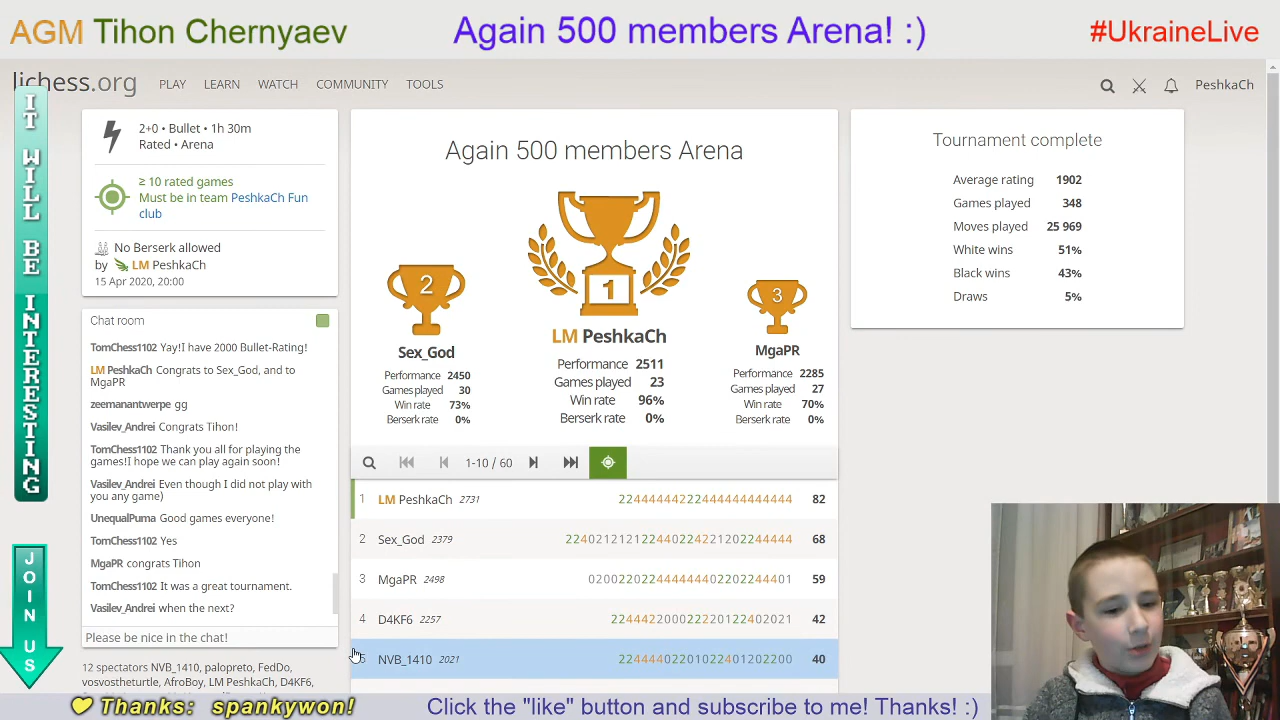 AGM Tihon Chernyaev
Again 500 members Arena! :)
#UkraineLive
lichess.org
PLAY
LEARN
WATCH
COMMUNITY
TOOLS
PeshkaCh
IT WILL BE INTERESTING
JOIN US
2+0 • Bullet • 1h 30m
Rated • Arena
≥ 10 rated games
Must be in team PeshkaCh Fun
club
No Berserk allowed
by LM PeshkaCh
15 Apr 2020, 20:00
Chat room
TomChess1102 Yay!I have 2000 Bullet-Rating!
LM PeshkaCh Congrats to Sex_God, and to
MgaPR
zeemanantwerpe gg
Vasilev_Andrei Congrats Tihon!
TomChess1102 Thank you all for playing the
games!I hope we can play again soon!
Vasilev_Andrei Even though I did not play with
you any game)
UnequalPuma Good games everyone!
TomChess1102 Yes
MgaPR congrats Tihon
TomChess1102 It was a great tournament.
Vasilev_Andrei when the next?
Please be nice in the chat!
12 spectators NVB_1410, palopreto, FedDo,
vosvostheturtle, AfroBoy, LM PeshkaCh, D4KF6,
Again 500 members Arena
2
Sex_God
Performance 2450
Games played 30
Win rate 73%
Berserk rate 0%
1
LM PeshkaCh
Performance 2511
Games played 23
Win rate 96%
Berserk rate 0%
3
MgaPR
Performance 2285
Games played 27
Win rate 70%
Berserk rate 0%
1-10 / 60
1 LM PeshkaCh 2731 22444444222444444444444 82
2 Sex_God 2379 224021212122440224221202244444 68
3 MgaPR 2498 020022022444444402202244401 59
4 D4KF6 2257 22444220002220122402021 42
5 NVB_1410 2021 2244440220102240120220​0 40
Tournament complete
Average rating 1902
Games played 348
Moves played 25 969
White wins 51%
Black wins 43%
Draws 5%
Thanks: spankywon!
Click the "like" button and subscribe to me! Thanks! :)